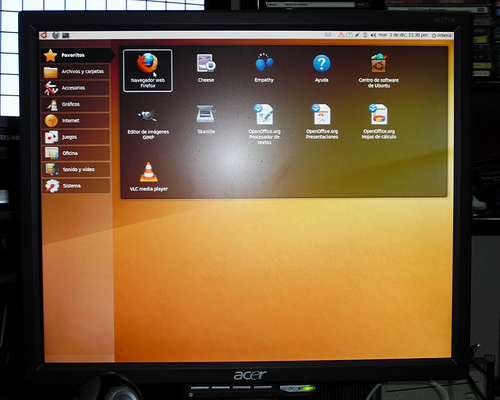 mar 1 de dic, 11:30 pm
rebeca
Favoritos
Archivos y carpetas
Accesorios
Gráficos
Internet
Juegos
Oficina
Sonido y vídeo
Sistema
Navegador web
Firefox
Cheese
Empathy
Ayuda
Centro de software
de Ubuntu
Editor de imágenes
GIMP
Skanlite
OpenOffice.org
Procesador de
textos
OpenOffice.org
Presentaciones
OpenOffice.org
Hojas de cálculo
VLC media player
acer